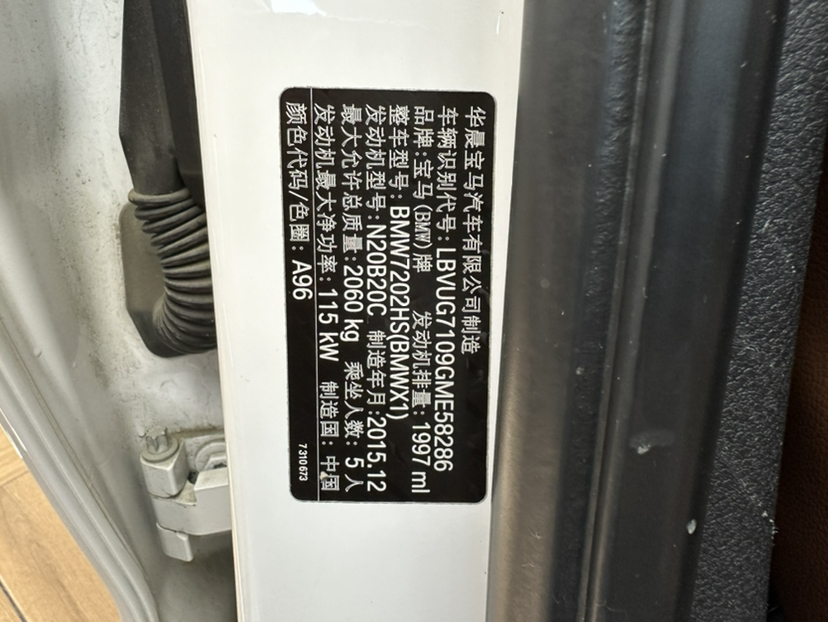 华晨宝马汽车有限公司制造
车辆识别代号: LBVUG7109GME58286
品牌: 宝马(BMW)牌 发动机排量: 1997 ml
整车型号: BMW7202HS(BMWX1)
发动机型号: N20B20C 制造年月: 2015.12
最大允许总质量: 2060 kg 乘坐人数: 5 人
发动机最大净功率: 115 kW 制造国: 中国
颜色代码/色圈: A96
7 310 673